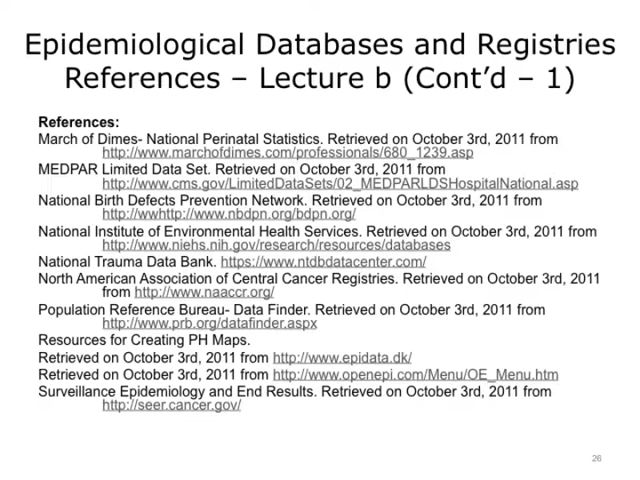 Epidemiological Databases and Registries
References – Lecture b (Cont’d – 1)
References:
March of Dimes- National Perinatal Statistics. Retrieved on October 3rd, 2011 from
http://www.marchofdimes.com/professionals/680_1239.asp
MEDPAR Limited Data Set. Retrieved on October 3rd, 2011 from
http://www.cms.gov/LimitedDataSets/02_MEDPARLDSHospitalNational.asp
National Birth Defects Prevention Network. Retrieved on October 3rd, 2011 from
http://wwhttp://www.nbdpn.org/bdpn.org/
National Institute of Environmental Health Services. Retrieved on October 3rd, 2011 from
http://www.niehs.nih.gov/research/resources/databases
National Trauma Data Bank. https://www.ntdbdatacenter.com/
North American Association of Central Cancer Registries. Retrieved on October 3rd, 2011
from http://www.naaccr.org/
Population Reference Bureau- Data Finder. Retrieved on October 3rd, 2011 from
http://www.prb.org/datafinder.aspx
Resources for Creating PH Maps.
Retrieved on October 3rd, 2011 from http://www.epidata.dk/
Retrieved on October 3rd, 2011 from http://www.openepi.com/Menu/OE_Menu.htm
Surveillance Epidemiology and End Results. Retrieved on October 3rd, 2011 from
http://seer.cancer.gov/
26